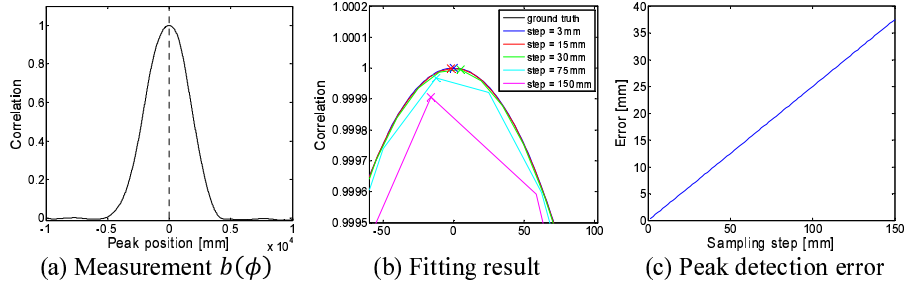 1
0.8
0.6
0.4
0.2
0
Correlation
-1 -0.5 0 0.5 1
Peak position [mm]
x 10^4
(a) Measurement b(ϕ)
1.0002
1.0001
1
0.9999
0.9998
0.9997
0.9996
0.9995
Correlation
-50 0 50 100
ground truth
step = 3 mm
step = 15 mm
step = 30 mm
step = 75 mm
step = 150 mm
(b) Fitting result
40
35
30
25
20
15
10
5
0
Error [mm]
0 50 100 150
Sampling step [mm]
(c) Peak detection error